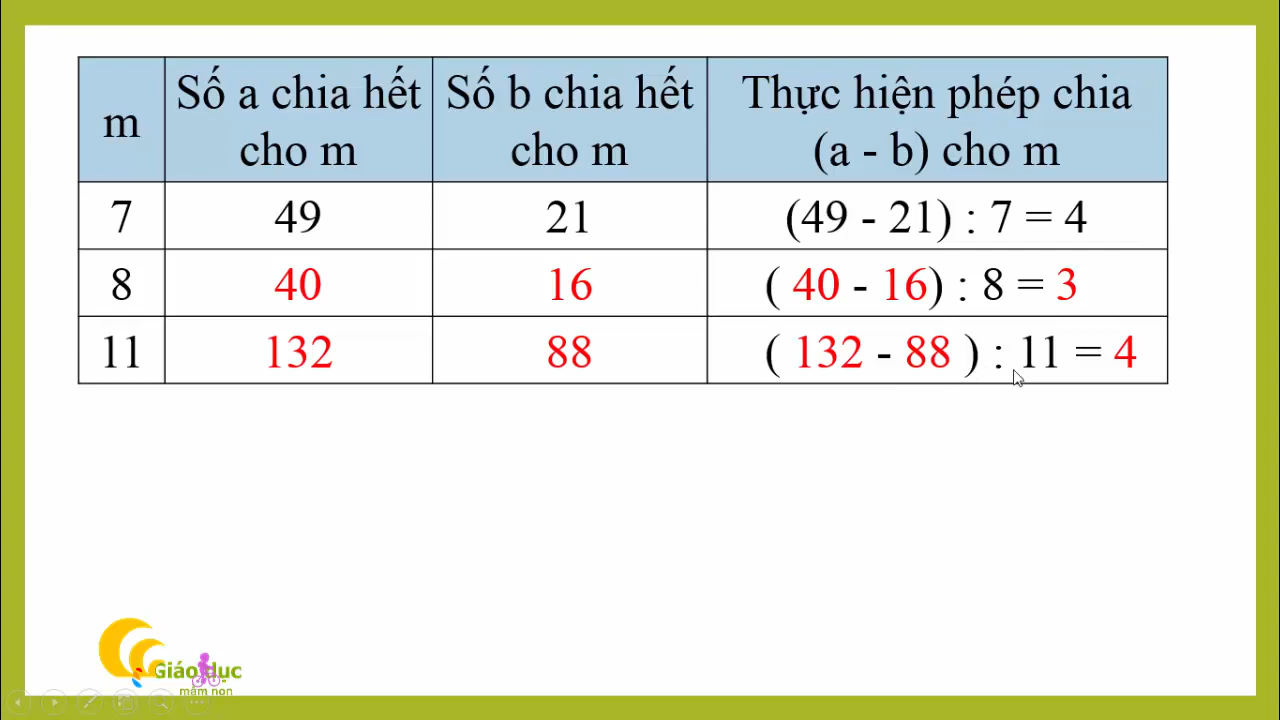 m
Số a chia hết
cho m
Số b chia hết
cho m
Thực hiện phép chia
(a - b) cho m
7 49 21 (49 - 21) : 7 = 4
8 40 16 ( 40 - 16) : 8 = 3
11 132 88 ( 132 - 88 ) : 11 = 4
Giáo dục
mầm non